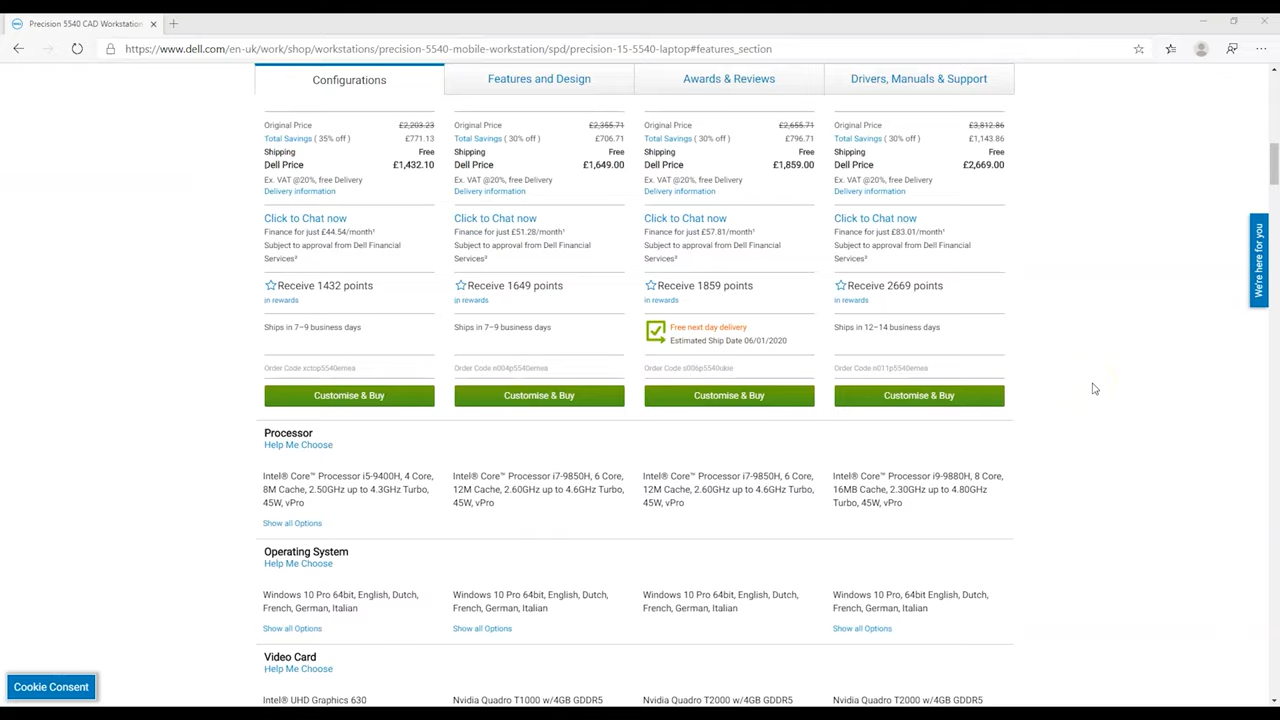 Precision 5540 CAD Workstation
https://www.dell.com/en-uk/work/shop/workstations/precision-5540-mobile-workstation/spd/precision-15-5540-laptop#features_section
Configurations
Features and Design
Awards & Reviews
Drivers, Manuals & Support
Original Price £2,203.23
Total Savings ( 35% off ) £771.13
Shipping Free
Dell Price £1,432.10
Ex. VAT @20%, free Delivery
Delivery information
Click to Chat now
Finance for just £44.54/month¹
Subject to approval from Dell Financial
Services²
Receive 1432 points
in rewards
Ships in 7–9 business days
Order Code xctop5540emea
Customise & Buy
Original Price £2,355.71
Total Savings ( 30% off ) £706.71
Shipping Free
Dell Price £1,649.00
Ex. VAT @20%, free Delivery
Delivery information
Click to Chat now
Finance for just £51.28/month¹
Subject to approval from Dell Financial
Services²
Receive 1649 points
in rewards
Ships in 7–9 business days
Order Code n004p5540emea
Customise & Buy
Original Price £2,655.71
Total Savings ( 30% off ) £796.71
Shipping Free
Dell Price £1,859.00
Ex. VAT @20%, free Delivery
Delivery information
Click to Chat now
Finance for just £57.81/month¹
Subject to approval from Dell Financial
Services²
Receive 1859 points
in rewards
Free next day delivery
Estimated Ship Date 06/01/2020
Order Code s006p5540ukie
Customise & Buy
Original Price £3,812.86
Total Savings ( 30% off ) £1,143.86
Shipping Free
Dell Price £2,669.00
Ex. VAT @20%, free Delivery
Delivery information
Click to Chat now
Finance for just £83.01/month¹
Subject to approval from Dell Financial
Services²
Receive 2669 points
in rewards
Ships in 12–14 business days
Order Code n011p5540emea
Customise & Buy
We're here for you
Processor
Help Me Choose
Intel® Core™ Processor i5-9400H, 4 Core,
8M Cache, 2.50GHz up to 4.3GHz Turbo,
45W, vPro
Show all Options
Intel® Core™ Processor i7-9850H, 6 Core,
12M Cache, 2.60GHz up to 4.6GHz Turbo,
45W, vPro
Intel® Core™ Processor i7-9850H, 6 Core,
12M Cache, 2.60GHz up to 4.6GHz Turbo,
45W, vPro
Intel® Core™ Processor i9-9880H, 8 Core,
16MB Cache, 2.30GHz up to 4.80GHz
Turbo, 45W, vPro
Operating System
Help Me Choose
Windows 10 Pro 64bit, English, Dutch,
French, German, Italian
Show all Options
Windows 10 Pro 64bit, English, Dutch,
French, German, Italian
Show all Options
Windows 10 Pro 64bit, English, Dutch,
French, German, Italian
Windows 10 Pro, 64bit English, Dutch,
French, German, Italian
Show all Options
Video Card
Help Me Choose
Intel® UHD Graphics 630
Nvidia Quadro T1000 w/4GB GDDR5
Nvidia Quadro T2000 w/4GB GDDR5
Nvidia Quadro T2000 w/4GB GDDR5
Cookie Consent